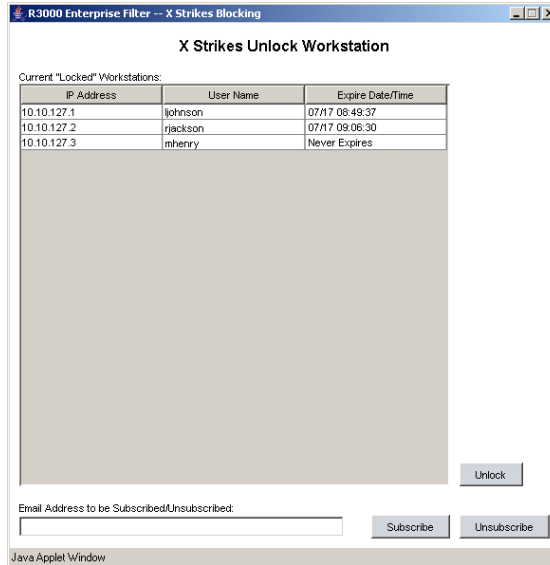 R3000 Enterprise Filter -- X Strikes Blocking
X Strikes Unlock Workstation
Current "Locked" Workstations:
IP Address User Name Expire Date/Time
10.10.127.1 ljohnson 07/17 08:49:37
10.10.127.2 rjackson 07/17 09:06:30
10.10.127.3 mhenry Never Expires
Unlock
Email Address to be Subscribed/Unsubscribed:
Subscribe Unsubscribe
Java Applet Window